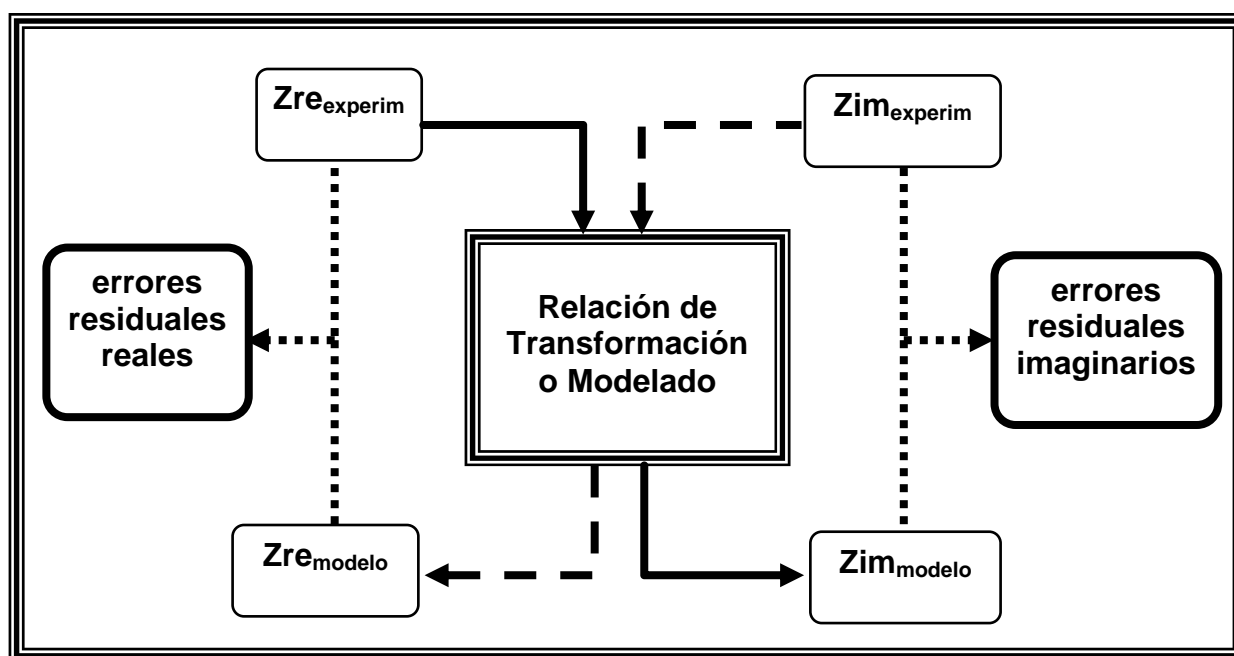 Zre experim
Zim experim
errores
residuales
reales
Relación de
Transformación
o Modelado
errores
residuales
imaginarios
Zre modelo
Zim modelo